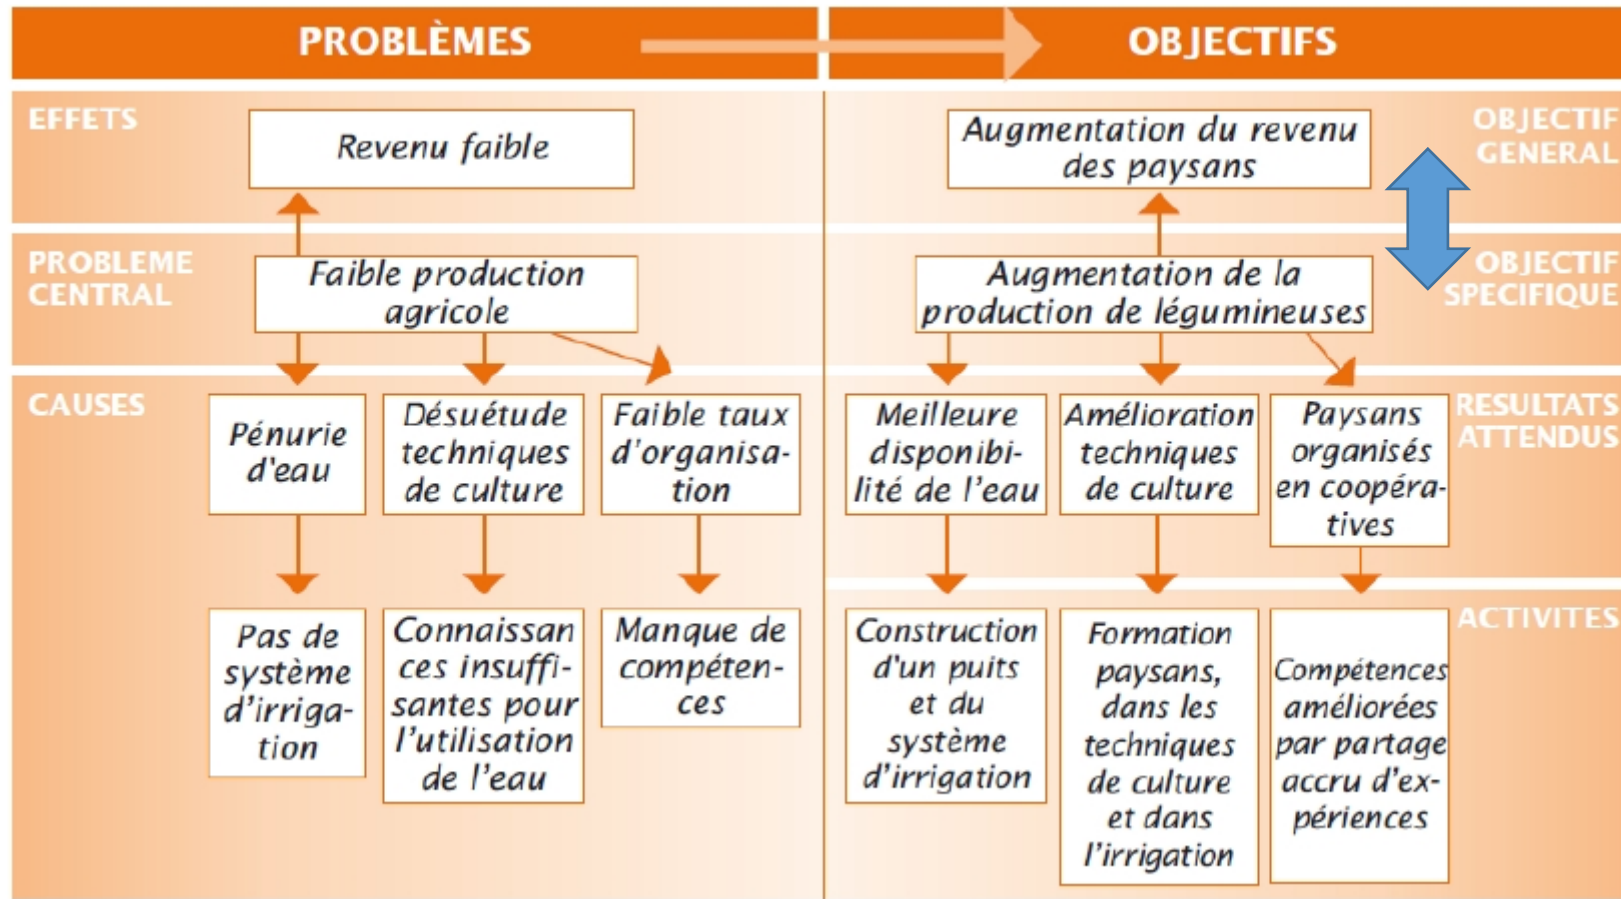 PROBLÈMES
OBJECTIFS
EFFETS
Revenu faible
Augmentation du revenu
des paysans
OBJECTIF
GENERAL
PROBLEME
CENTRAL
Faible production
agricole
Augmentation de la
production de légumineuses
OBJECTIF
SPECIFIQUE
CAUSES
Pénurie
d'eau
Désuétude
techniques
de culture
Faible taux
d'organisa-
tion
Meilleure
disponibi-
lité de l'eau
Amélioration
techniques
de culture
Paysans
organisés
en coopéra-
tives
RESULTATS
ATTENDUS
Pas de
système
d'irriga-
tion
Connaissan
ces insuffi-
santes pour
l'utilisation
de l'eau
Manque de
compéten-
ces
Construction
d'un puits
et du
système
d'irrigation
Formation
paysans,
dans les
techniques
de culture
et dans
l'irrigation
Compétences
améliorées
par partage
accru d'ex-
périences
ACTIVITES